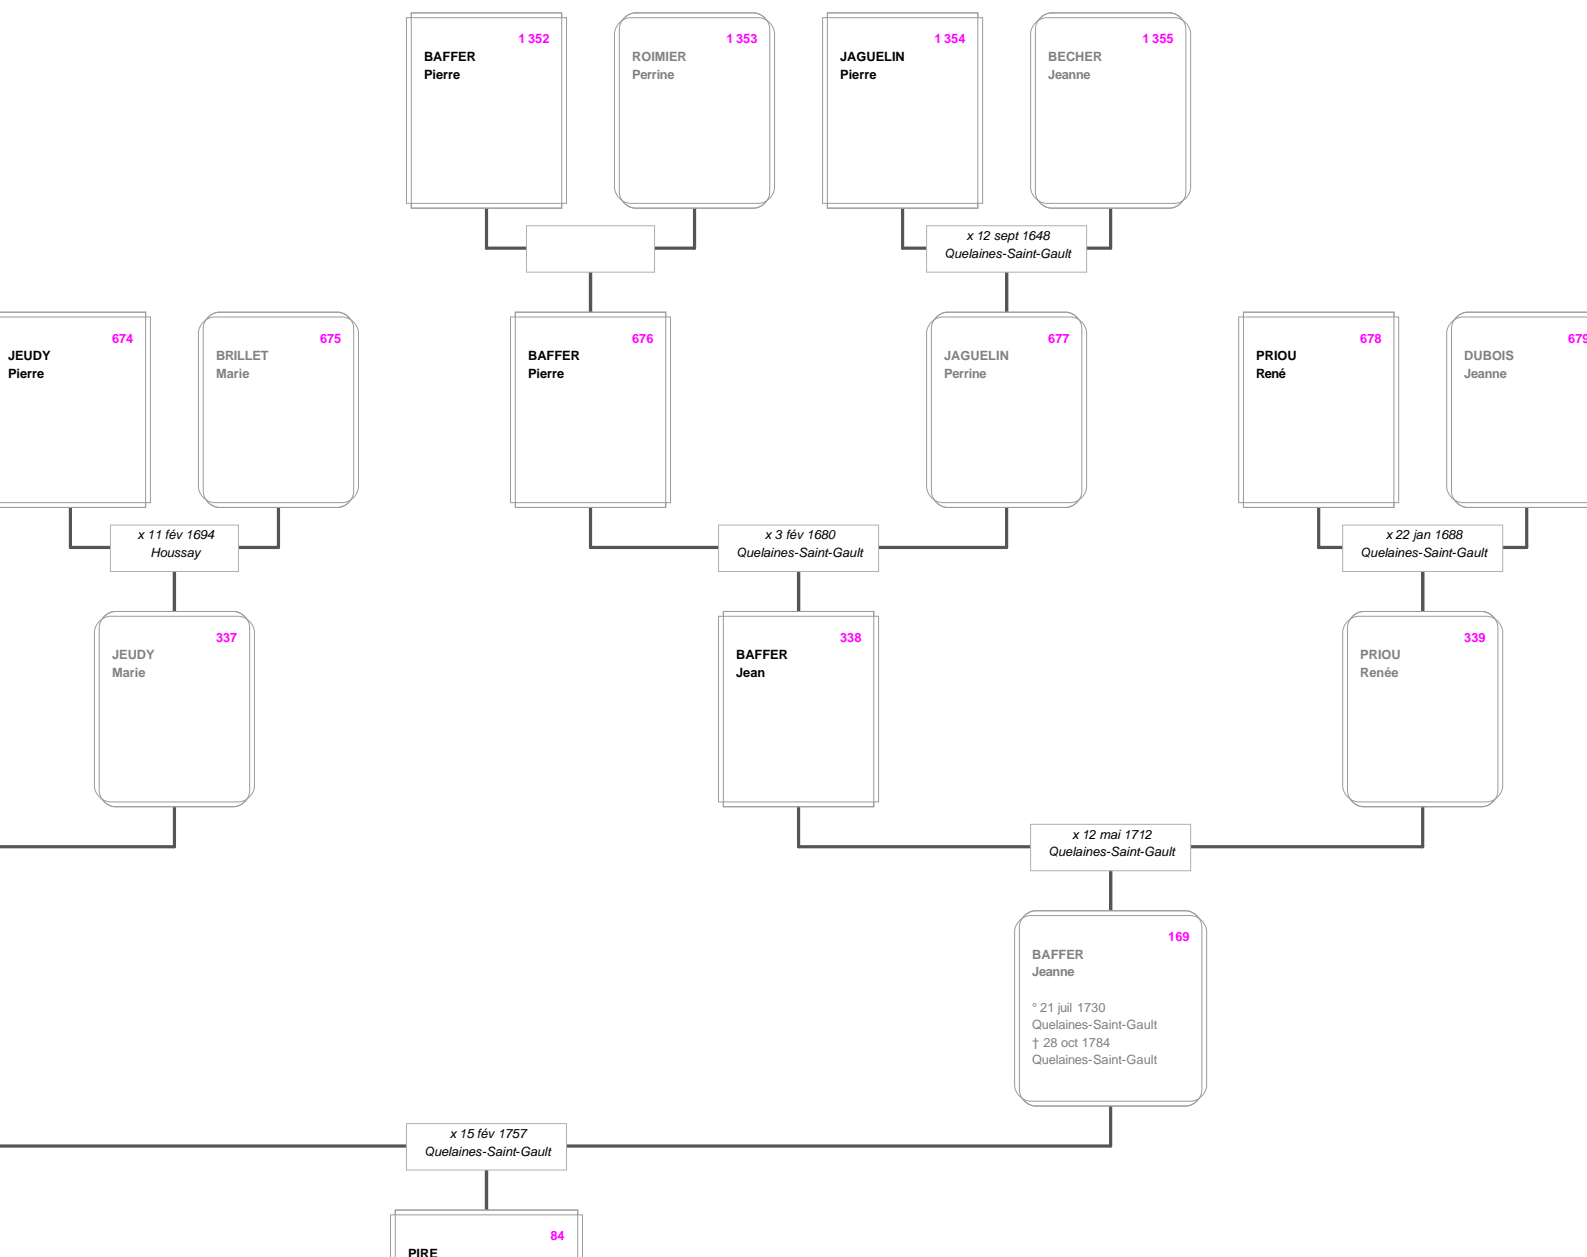 1 352
BAFFER
Pierre
1 353
ROIMIER
Perrine
1 354
JAGUELIN
Pierre
1 355
BECHER
Jeanne
x 12 sept 1648
Quelaines-Saint-Gault
674
JEUDY
Pierre
675
BRILLET
Marie
676
BAFFER
Pierre
677
JAGUELIN
Perrine
678
PRIOU
René
679
DUBOIS
Jeanne
x 11 fév 1694
Houssay
x 3 fév 1680
Quelaines-Saint-Gault
x 22 jan 1688
Quelaines-Saint-Gault
337
JEUDY
Marie
338
BAFFER
Jean
339
PRIOU
Renée
x 12 mai 1712
Quelaines-Saint-Gault
169
BAFFER
Jeanne
° 21 juil 1730
Quelaines-Saint-Gault
† 28 oct 1784
Quelaines-Saint-Gault
x 15 fév 1757
Quelaines-Saint-Gault
84
PIRE